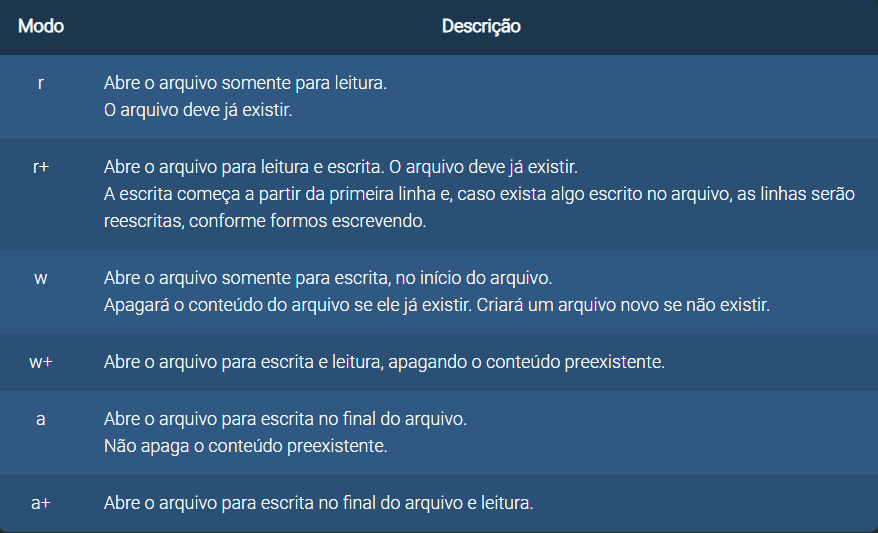 Modo Descrição
r Abre o arquivo somente para leitura.
O arquivo deve já existir.
r+ Abre o arquivo para leitura e escrita. O arquivo deve já existir.
A escrita começa a partir da primeira linha e, caso exista algo escrito no arquivo, as linhas serão
reescritas, conforme formos escrevendo.
w Abre o arquivo somente para escrita, no início do arquivo.
Apagará o conteúdo do arquivo se ele já existir. Criará um arquivo novo se não existir.
w+ Abre o arquivo para escrita e leitura, apagando o conteúdo preexistente.
a Abre o arquivo para escrita no final do arquivo.
Não apaga o conteúdo preexistente.
a+ Abre o arquivo para escrita no final do arquivo e leitura.